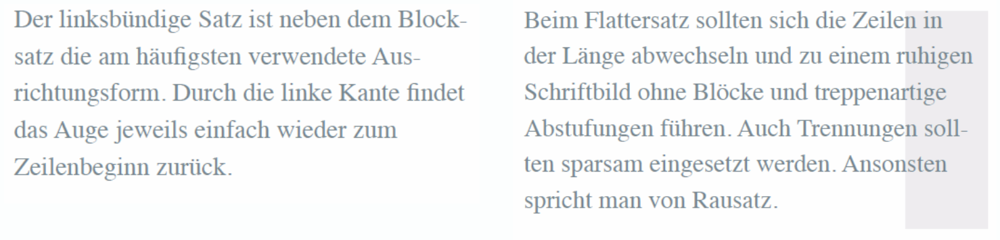 Der linksbündige Satz ist neben dem Block-
satz die am häufigsten verwendete Aus-
richtungsform. Durch die linke Kante findet
das Auge jeweils einfach wieder zum
Zeilenbeginn zurück.
Beim Flattersatz sollten sich die Zeilen in
der Länge abwechseln und zu einem ruhigen
Schriftbild ohne Blöcke und treppenartige
Abstufungen führen. Auch Trennungen soll-
ten sparsam eingesetzt werden. Ansonsten
spricht man von Rausatz.